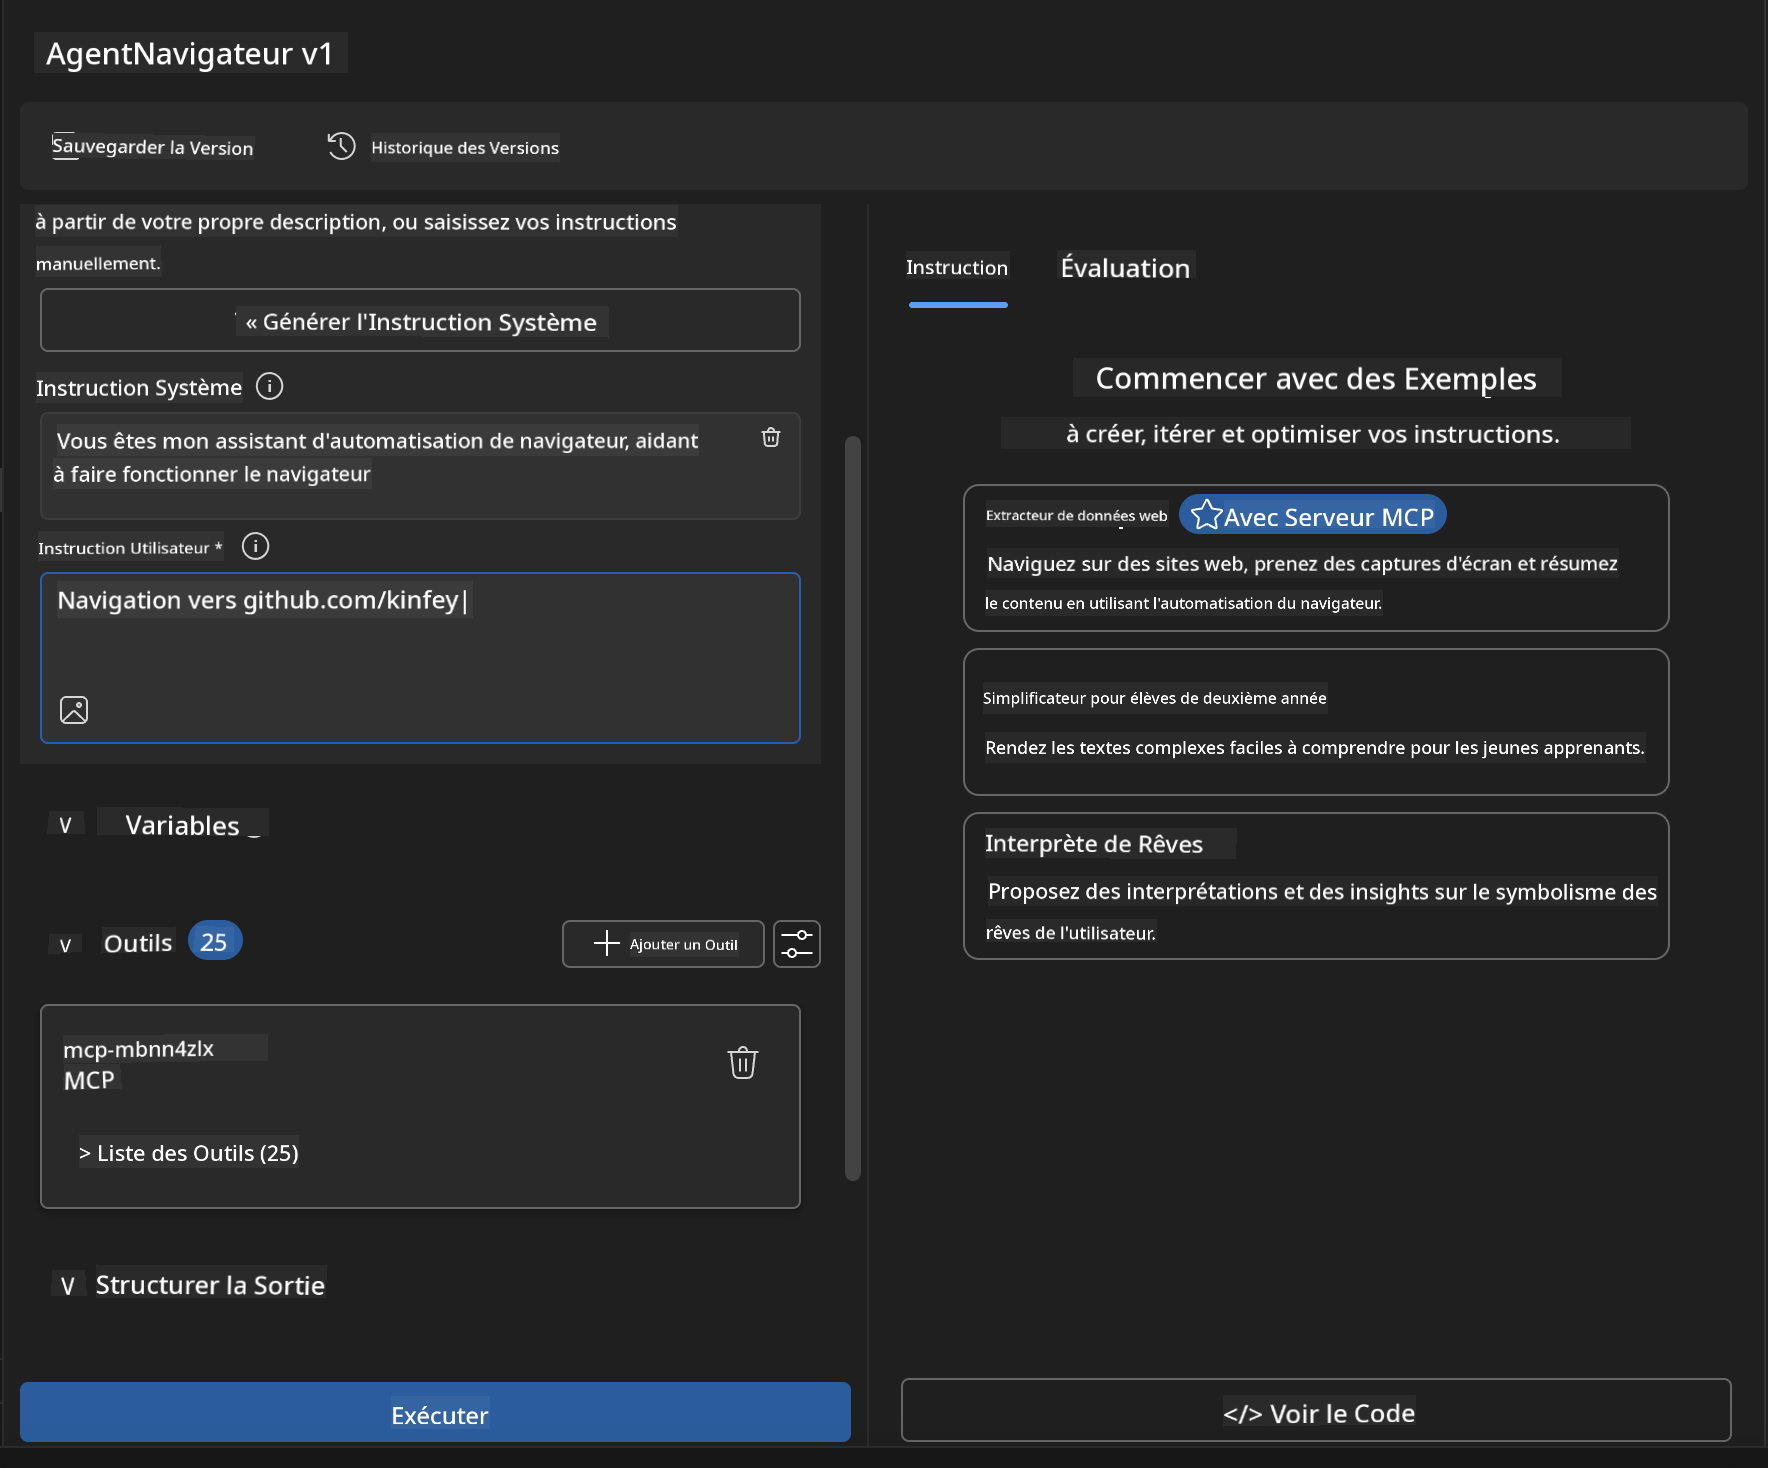 AgentNavigateur v1
Sauvegarder la Version
Historique des Versions
à partir de votre propre description, ou saisissez vos instructions
manuellement.
« Générer l'Instruction Système
Instruction Système
Vous êtes mon assistant d'automatisation de navigateur, aidant
à faire fonctionner le navigateur
Instruction Utilisateur *
Navigation vers github.com/kinfey|
Variables
Outils 25
Ajouter un Outil
mcp-mbnn4zlx
MCP
> Liste des Outils (25)
Structurer la Sortie
Exécuter
Instruction
Évaluation
Commencer avec des Exemples
à créer, itérer et optimiser vos instructions.
Extracteur de données web
Avec Serveur MCP
Naviguez sur des sites web, prenez des captures d'écran et résumez
le contenu en utilisant l'automatisation du navigateur.
Simplificateur pour élèves de deuxième année
Rendez les textes complexes faciles à comprendre pour les jeunes apprenants.
Interprète de Rêves
Proposez des interprétations et des insights sur le symbolisme des
rêves de l'utilisateur.
</> Voir le Code